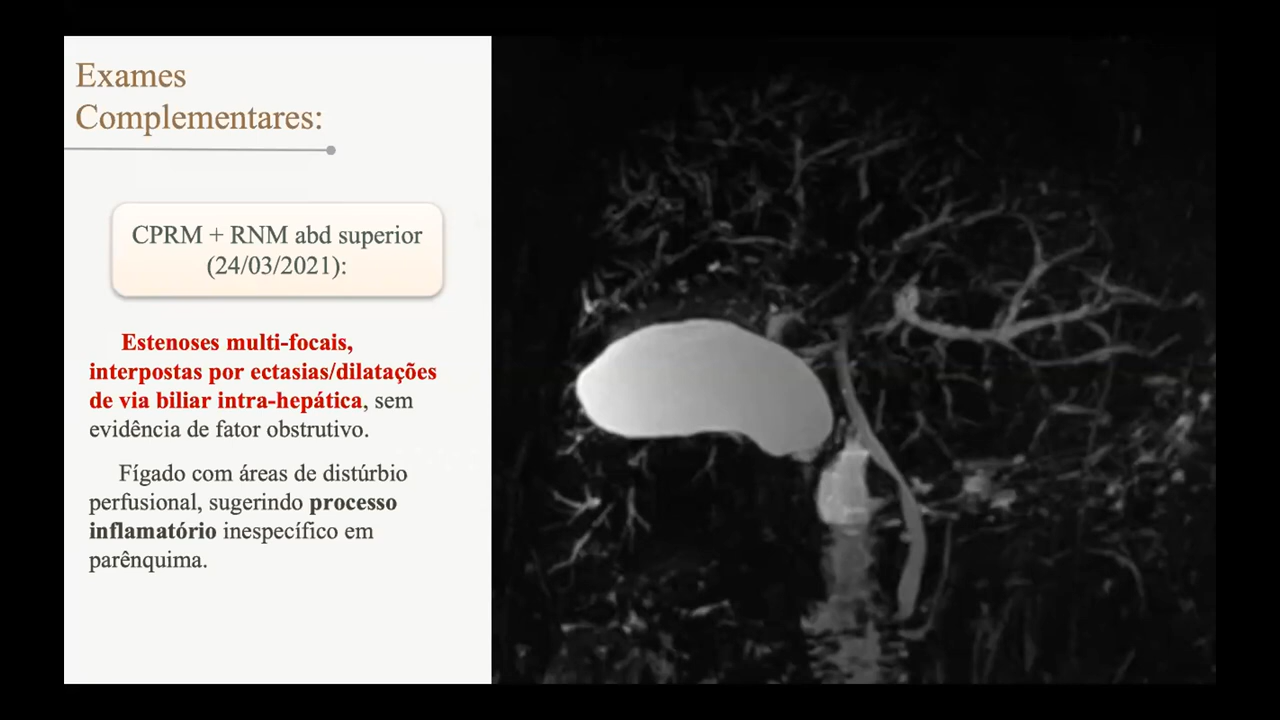 Exames
Complementares:
CPRM + RNM abd superior
(24/03/2021):
Estenoses multi-focais,
interpostas por ectasias/dilatações
de via biliar intra-hepática, sem
evidência de fator obstrutivo.
Fígado com áreas de distúrbio
perfusional, sugerindo processo
inflamatório inespecífico em
parênquima.